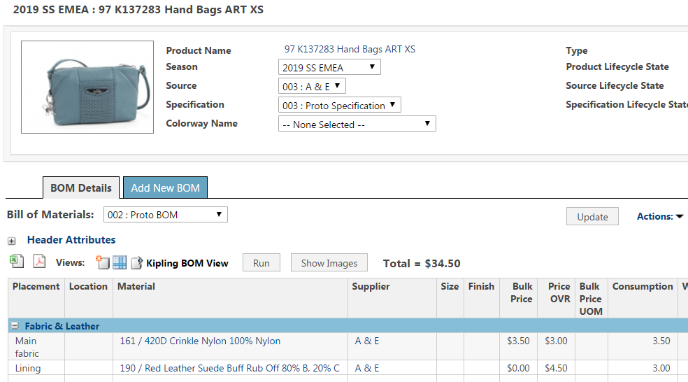 2019 SS EMEA : 97 K137283 Hand Bags ART XS
Product Name 97 K137283 Hand Bags ART XS Type
Season 2019 SS EMEA Product Lifecycle State
Source 003 : A & E Source Lifecycle State
Specification 003 : Proto Specification Specification Lifecycle State
Colorway Name -- None Selected --
BOM Details Add New BOM
Bill of Materials: 002 : Proto BOM Update Actions:
Header Attributes
Views: Kipling BOM View Run Show Images Total = $34.50
Placement Location Material Supplier Size Finish Bulk Price Price OVR Bulk Price UOM Consumption W
Fabric & Leather
Main fabric 161 / 420D Crinkle Nylon 100% Nylon A & E $3.50 $3.00 3.50
Lining 190 / Red Leather Suede Buff Rub Off 80% B, 20% C A & E $0.00 $4.50 3.00